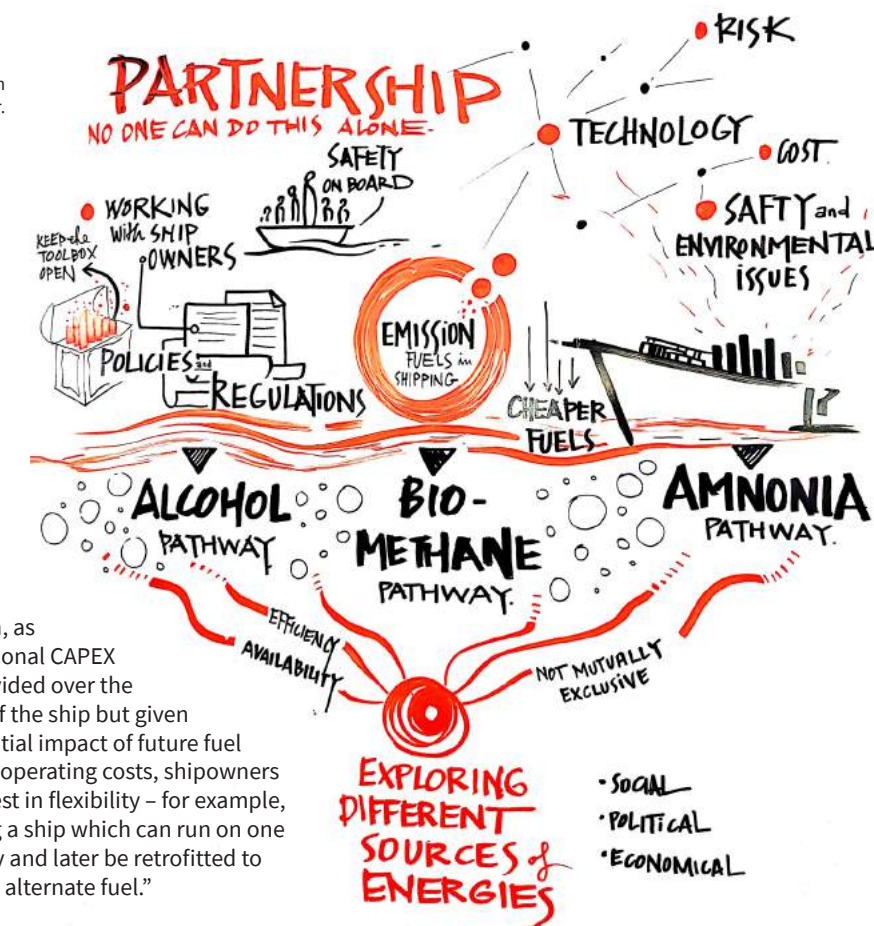 PARTNERSHIP
NO ONE CAN DO THIS ALONE.
RISK
TECHNOLOGY
COST
SAFTY and
ENVIRONMENTAL
ISSUES
SAFETY
ON BOARD
WORKING
with SHIP
OWNERS
KEEP the
TOOLBOX
OPEN
POLICIES and
REGULATIONS
EMISSION
FUELS in
SHIPPING
CHEAPER
FUELS
ALCOHOL
PATHWAY
BIO-
METHANE
PATHWAY.
AMNONIA
PATHWAY.
EFFICIENCY
AVAILABILITY
NOT MUTUALLY
EXCLUSIVE
EXPLORING
DIFFERENT
SOURCES of
ENERGIES
• SOCIAL
• POLITICAL
• ECONOMICAL
, as
onal CAPEX
vided over the
f the ship but given
tial impact of future fuel
operating costs, shipowners
est in flexibility – for example,
g a ship which can run on one
y and later be retrofitted to
alternate fuel.”